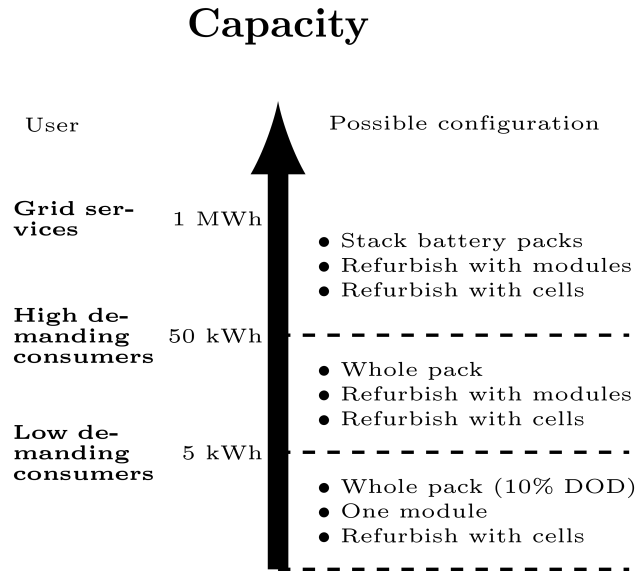 Capacity
User
Possible configuration
Grid ser-
vices
1 MWh
• Stack battery packs
• Refurbish with modules
• Refurbish with cells
High de-
manding
consumers
50 kWh
• Whole pack
• Refurbish with modules
• Refurbish with cells
Low de-
manding
consumers
5 kWh
• Whole pack (10% DOD)
• One module
• Refurbish with cells